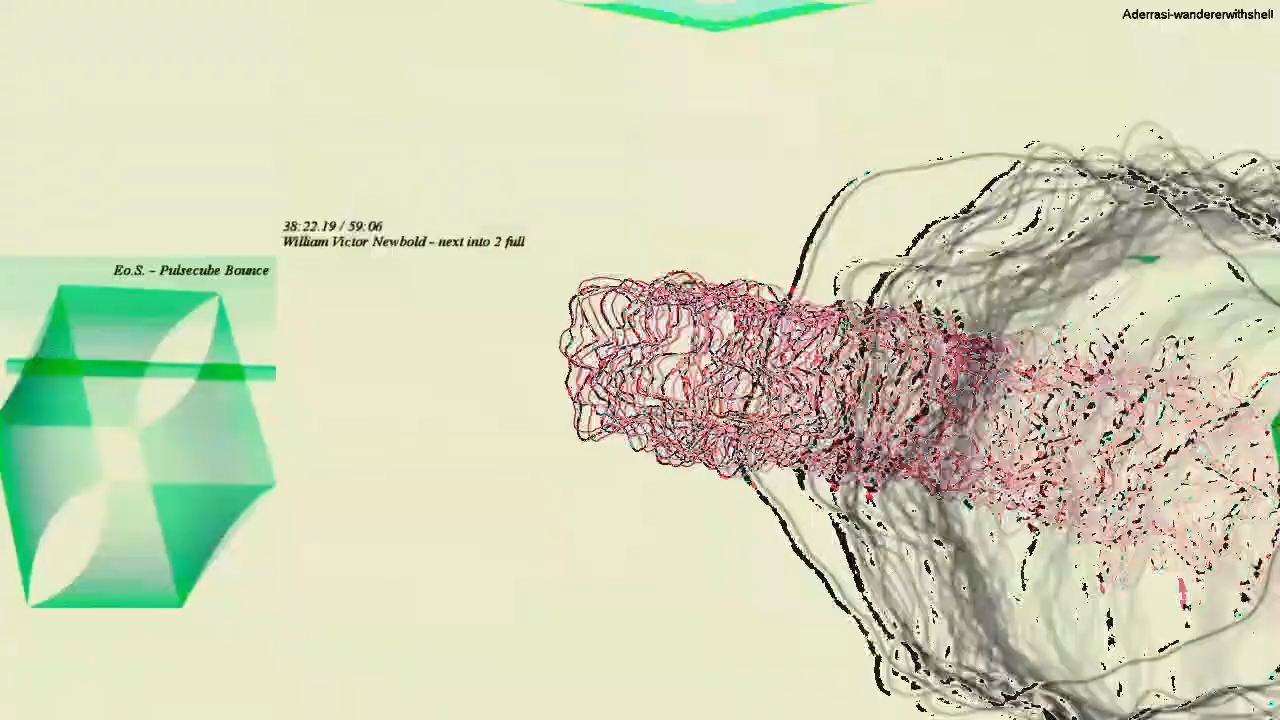 Aderrasi-wandererwithshell
38:22.19 / 59:06
William Victor Newbold - next into 2 full
Eo.S. - Pulsecube Bounce